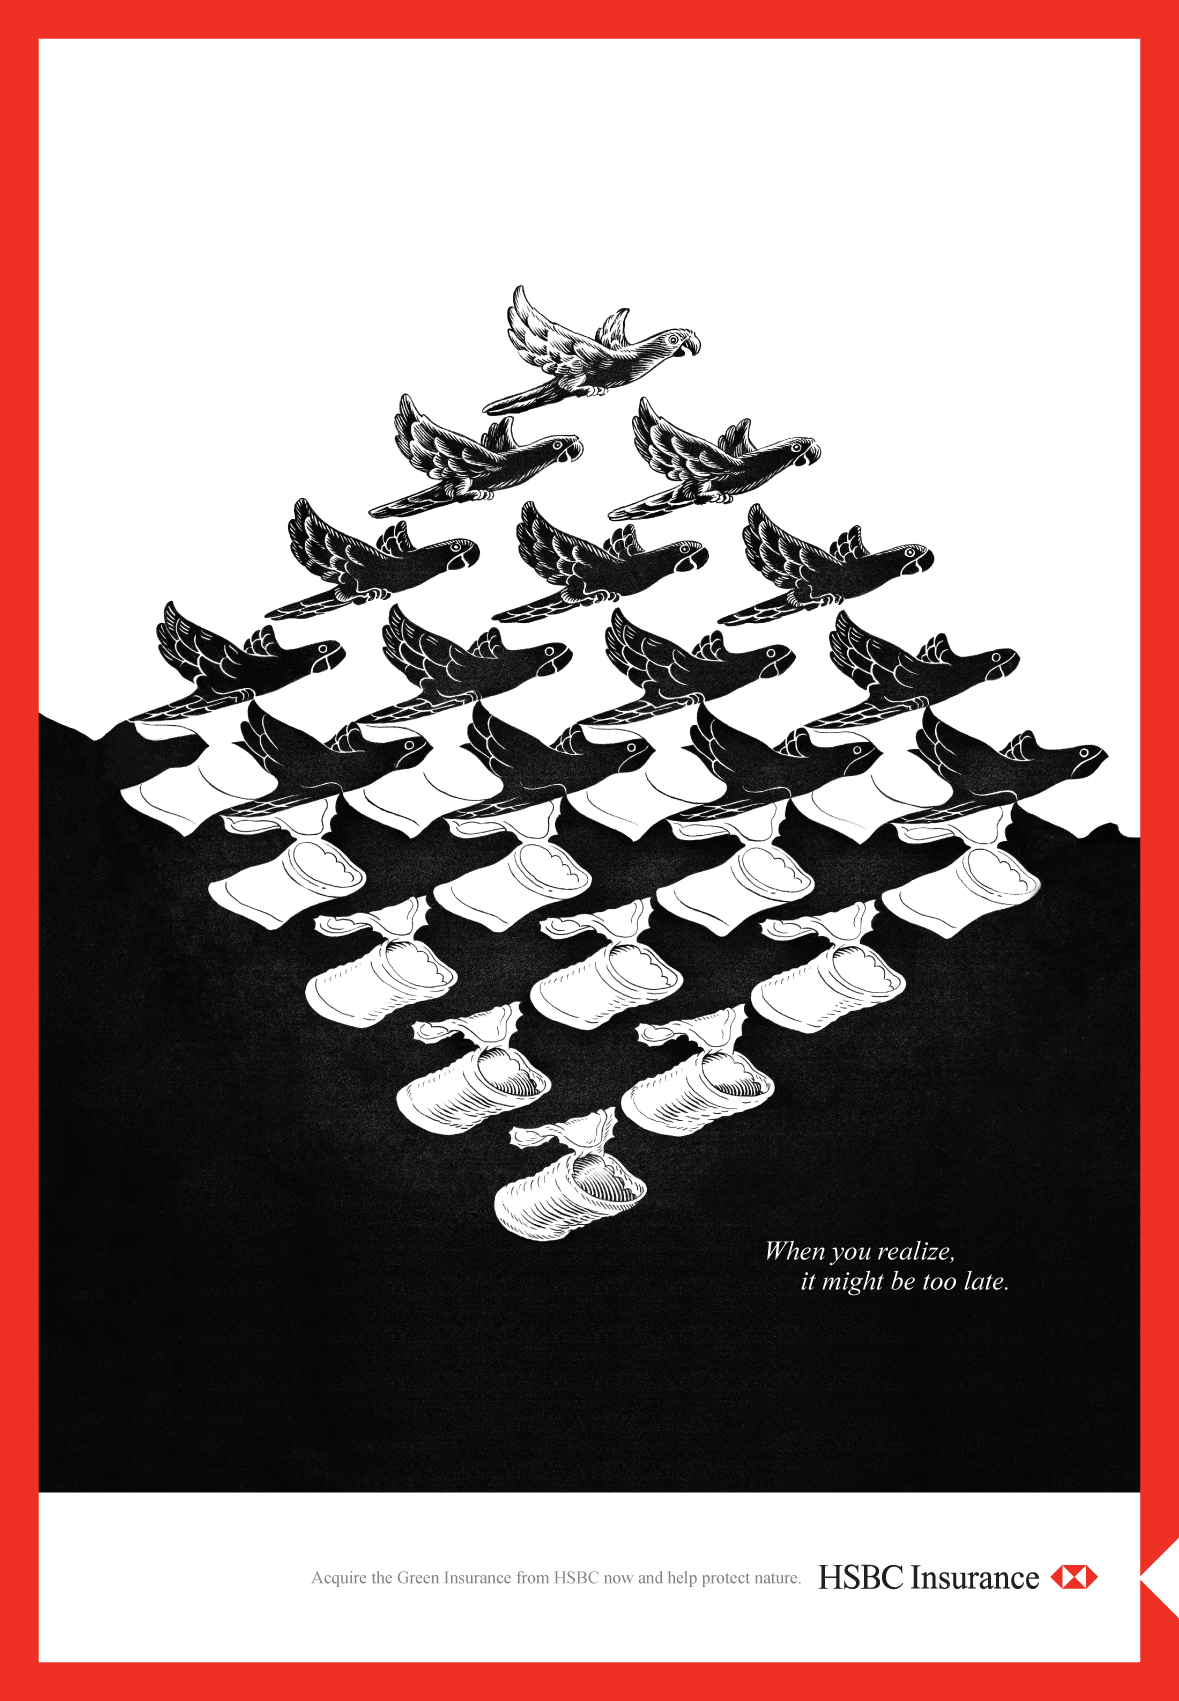 When you realize,
it might be too late.
Acquire the Green Insurance from HSBC now and help protect nature. HSBC Insurance